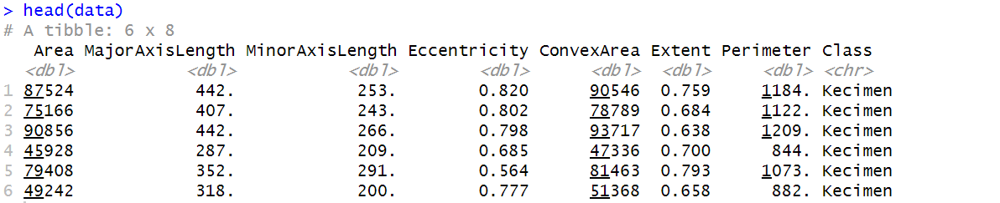 > head(data)
# A tibble: 6 x 8
Area MajorAxisLength MinorAxisLength Eccentricity ConvexArea Extent Perimeter Class
<dbl> <dbl> <dbl> <dbl> <dbl> <dbl> <dbl> <chr>
1 87524 442. 253. 0.820 90546 0.759 1184. Kecimen
2 75166 407. 243. 0.802 78789 0.684 1122. Kecimen
3 90856 442. 266. 0.798 93717 0.638 1209. Kecimen
4 45928 287. 209. 0.685 47336 0.700 844. Kecimen
5 79408 352. 291. 0.564 81463 0.793 1073. Kecimen
6 49242 318. 200. 0.777 51368 0.658 882. Kecimen